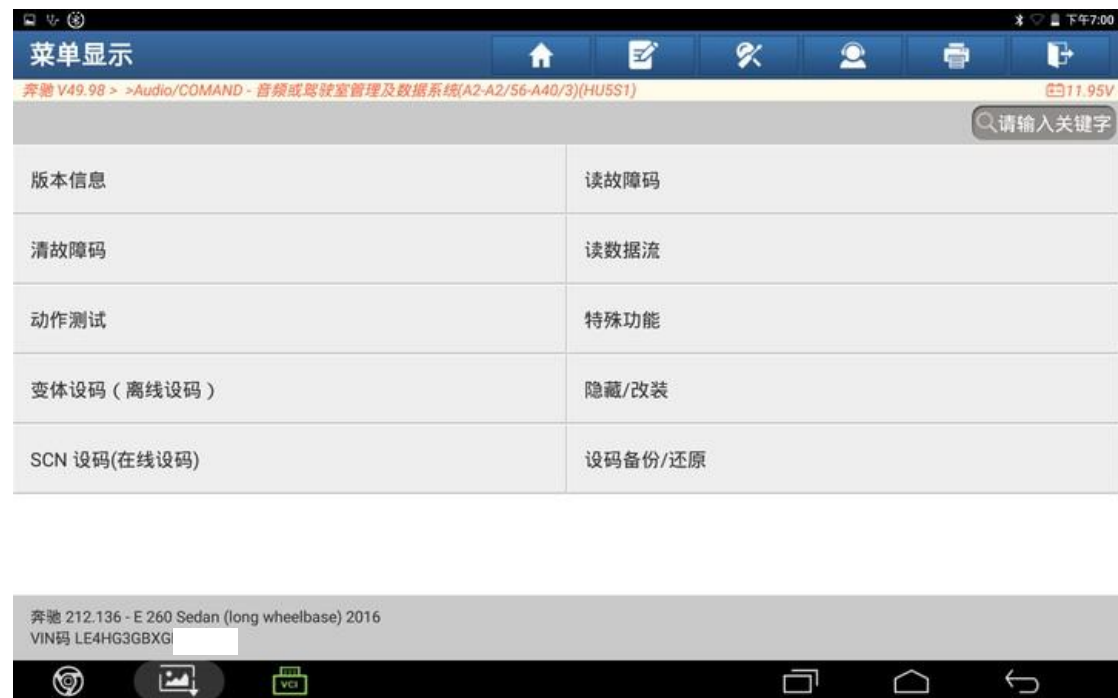 下午7:00
菜单显示
奔驰 V49.98 > >Audio/COMAND - 音频或驾驶室管理及数据系统(A2-A2/56-A40/3)(HU5S1)
11.95V
请输入关键字
版本信息
读故障码
清故障码
读数据流
动作测试
特殊功能
变体设码 ( 离线设码 )
隐藏/改装
SCN 设码(在线设码)
设码备份/还原
奔驰 212.136 - E 260 Sedan (long wheelbase) 2016
VIN码 LE4HG3GBXG
VCI